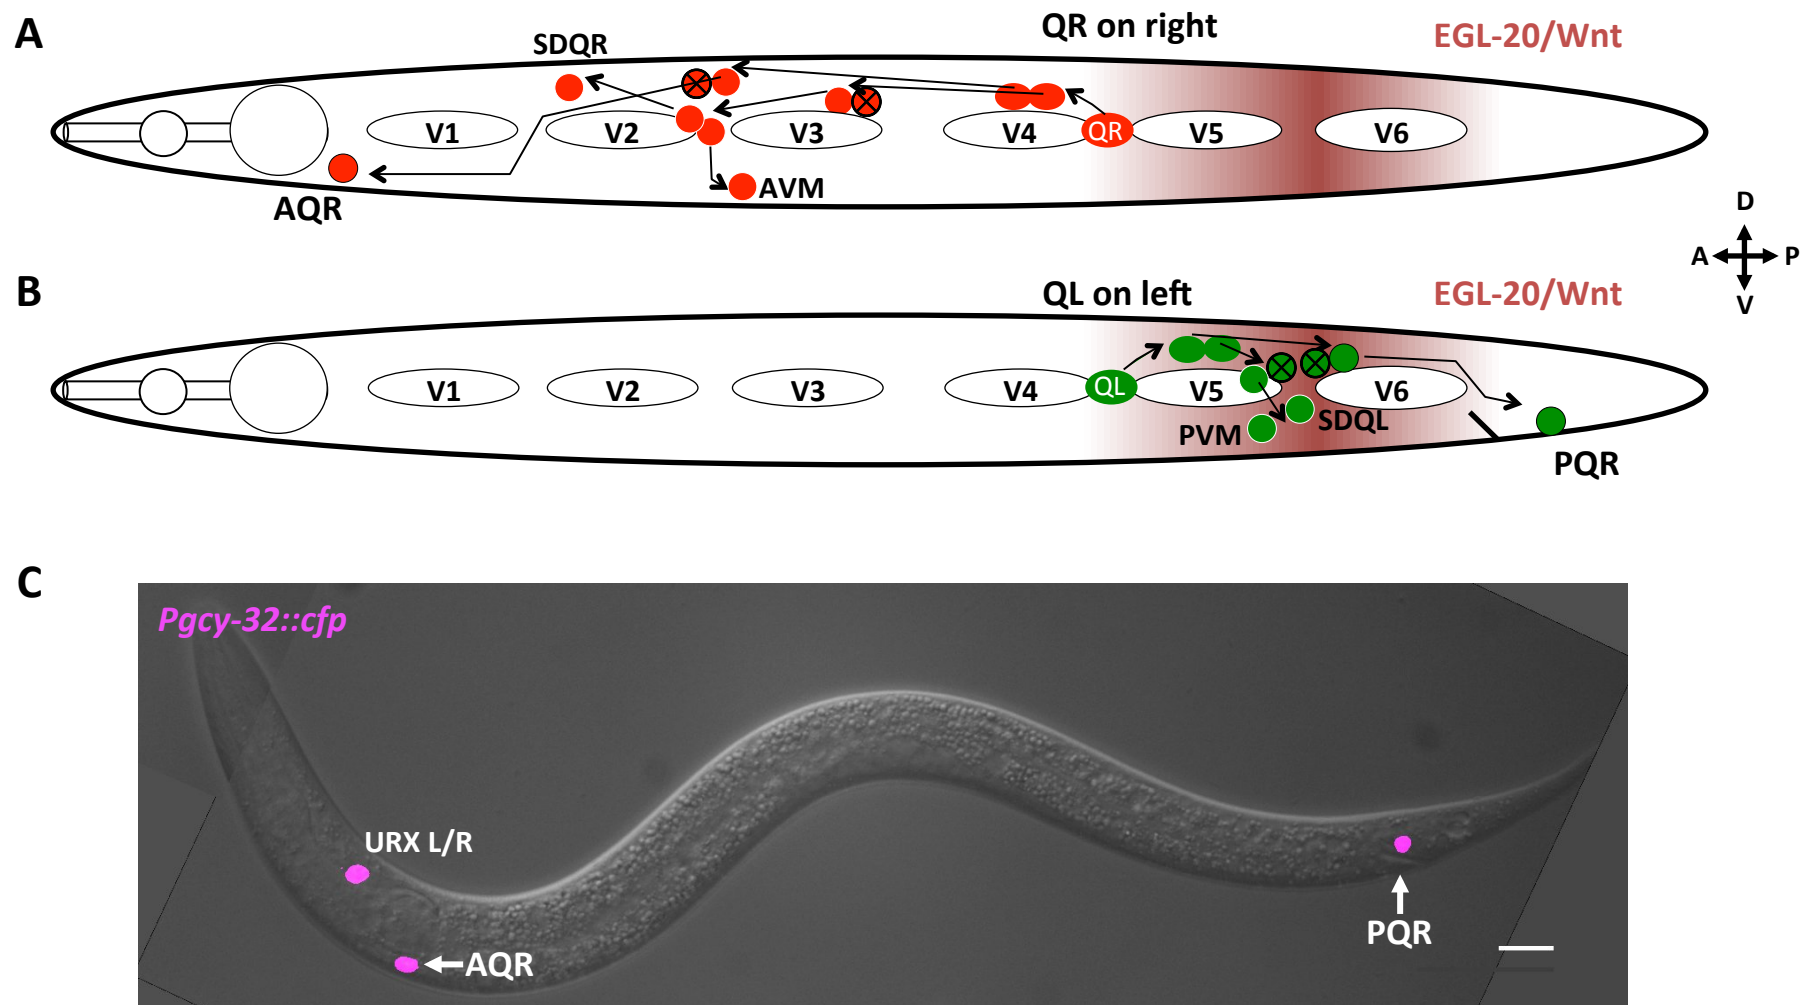 A
QR on right
EGL-20/Wnt
SDQR
V1
V2
V3
V4
QR
V5
V6
AVM
AQR
D
A
P
V
B
QL on left
EGL-20/Wnt
V1
V2
V3
V4
QL
V5
V6
PVM
SDQL
PQR
C
Pgcy-32::cfp
URX L/R
AQR
PQR